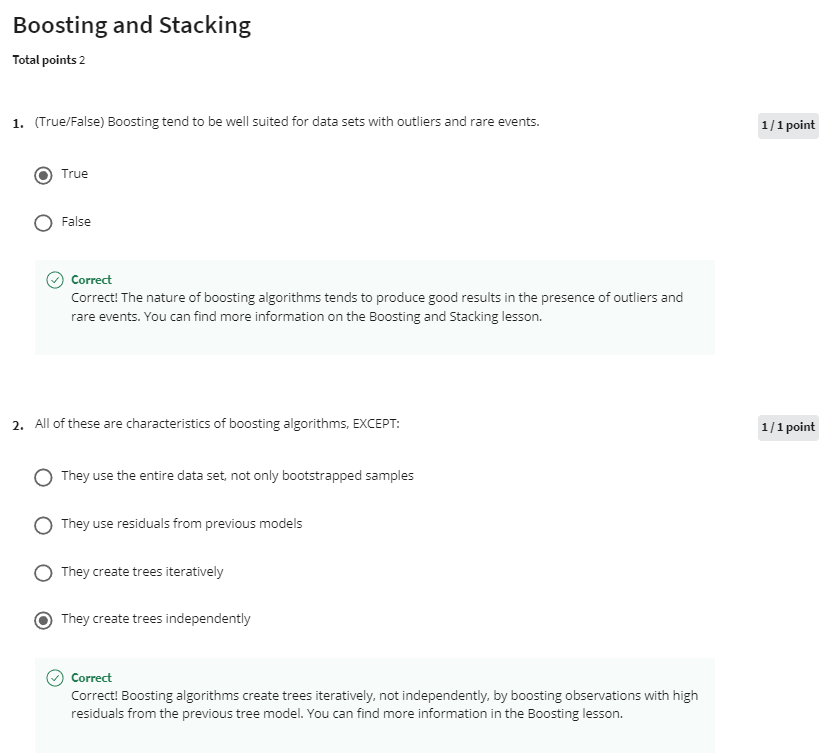 Boosting and Stacking
Total points 2
1. (True/False) Boosting tend to be well suited for data sets with outliers and rare events.
1 / 1 point
True
False
Correct
Correct! The nature of boosting algorithms tends to produce good results in the presence of outliers and
rare events. You can find more information on the Boosting and Stacking lesson.
2. All of these are characteristics of boosting algorithms, EXCEPT:
1 / 1 point
They use the entire data set, not only bootstrapped samples
They use residuals from previous models
They create trees iteratively
They create trees independently
Correct
Correct! Boosting algorithms create trees iteratively, not independently, by boosting observations with high
residuals from the previous tree model. You can find more information in the Boosting lesson.